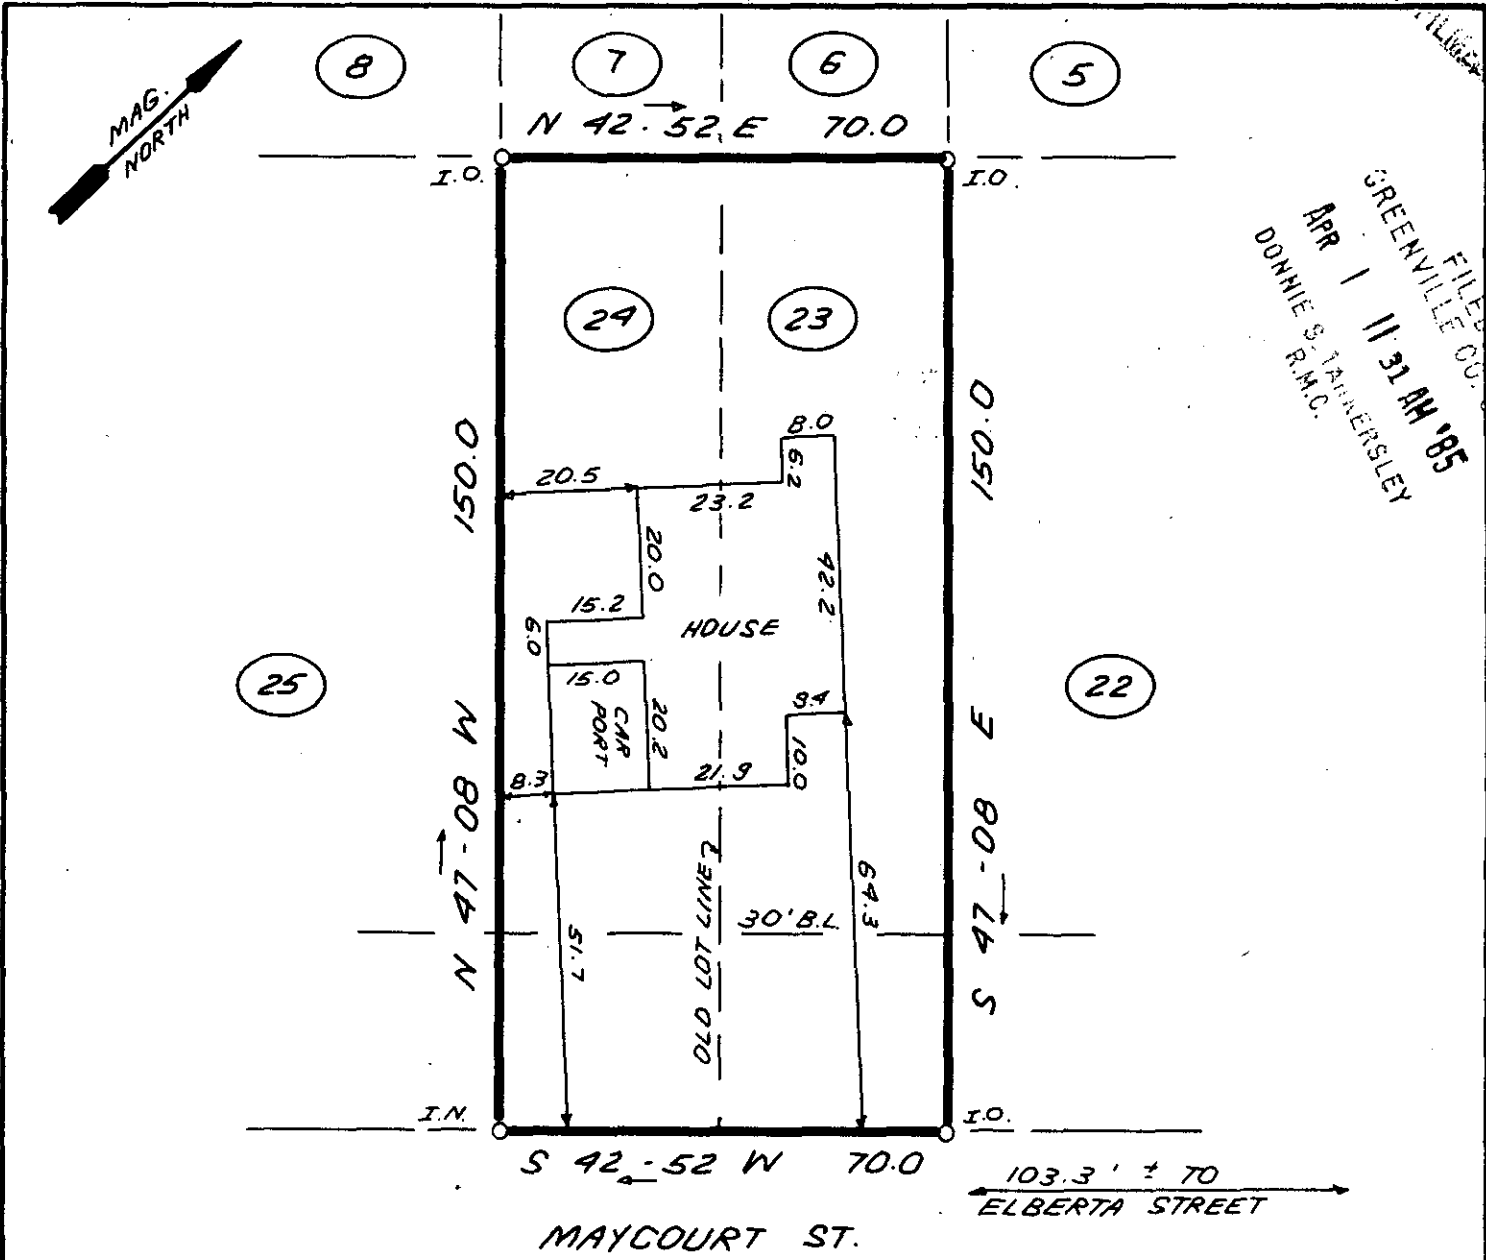 8
7
6
5
MAG.
NORTH
N 42-52 E 70.0
I.O.
I.O.
FILED
GREENVILLE CO.
APR 1 11 31 AM '85
DONNIE S. TANKERSLEY
R.M.C.
24
23
150.0
150.0
8.0
6.2
20.5
23.2
20.0
42.2
15.2
HOUSE
6.0
25
22
15.0
CAR
PORT
20.2
9.4
10.0
8.3
21.9
N 47-08 W
S 47-08 E
OLD LOT LINE
64.3
30' B.L.
51.7
I.N.
I.O.
S 42-52 W 70.0
103.3' ± TO
ELBERTA STREET
MAYCOURT ST.